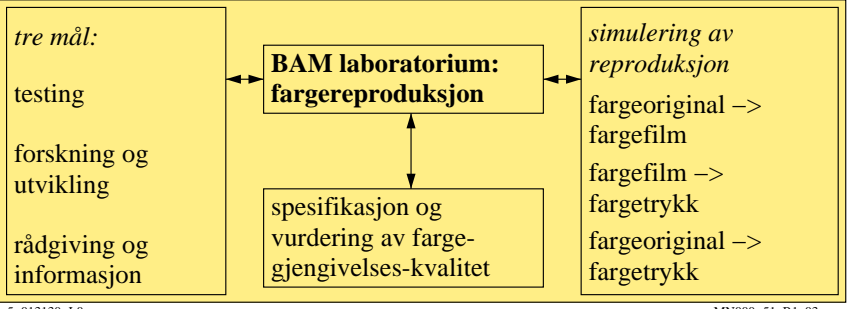 tre mål:
testing
forskning og
utvikling
rådgiving og
informasjon
BAM laboratorium:
fargereproduksjon
spesifikasjon og
vurdering av farge-
gjengivelses-kvalitet
simulering av
reproduksjon
fargeoriginal −>
fargefilm
fargefilm −>
fargetrykk
fargeoriginal −>
fargetrykk